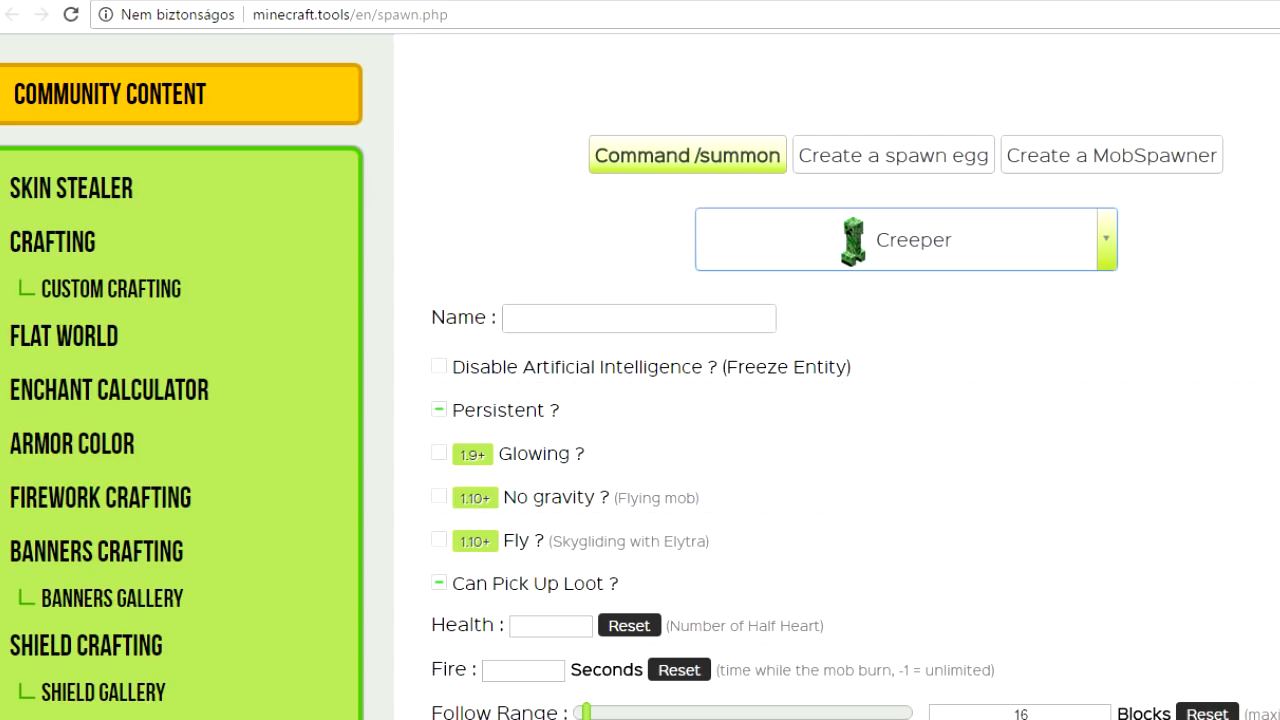 Nem biztonságos minecraft.tools/en/spawn.php
COMMUNITY CONTENT
SKIN STEALER
CRAFTING
CUSTOM CRAFTING
FLAT WORLD
ENCHANT CALCULATOR
ARMOR COLOR
FIREWORK CRAFTING
BANNERS CRAFTING
BANNERS GALLERY
SHIELD CRAFTING
SHIELD GALLERY
Command /summon Create a spawn egg Create a MobSpawner
Creeper
Name :
Disable Artificial Intelligence ? (Freeze Entity)
Persistent ?
1.9+ Glowing ?
1.10+ No gravity ? (Flying mob)
1.10+ Fly ? (Skygliding with Elytra)
Can Pick Up Loot ?
Health : Reset (Number of Half Heart)
Fire : Seconds Reset (time while the mob burn, -1 = unlimited)
Follow Range : 16 Blocks Reset (maxi